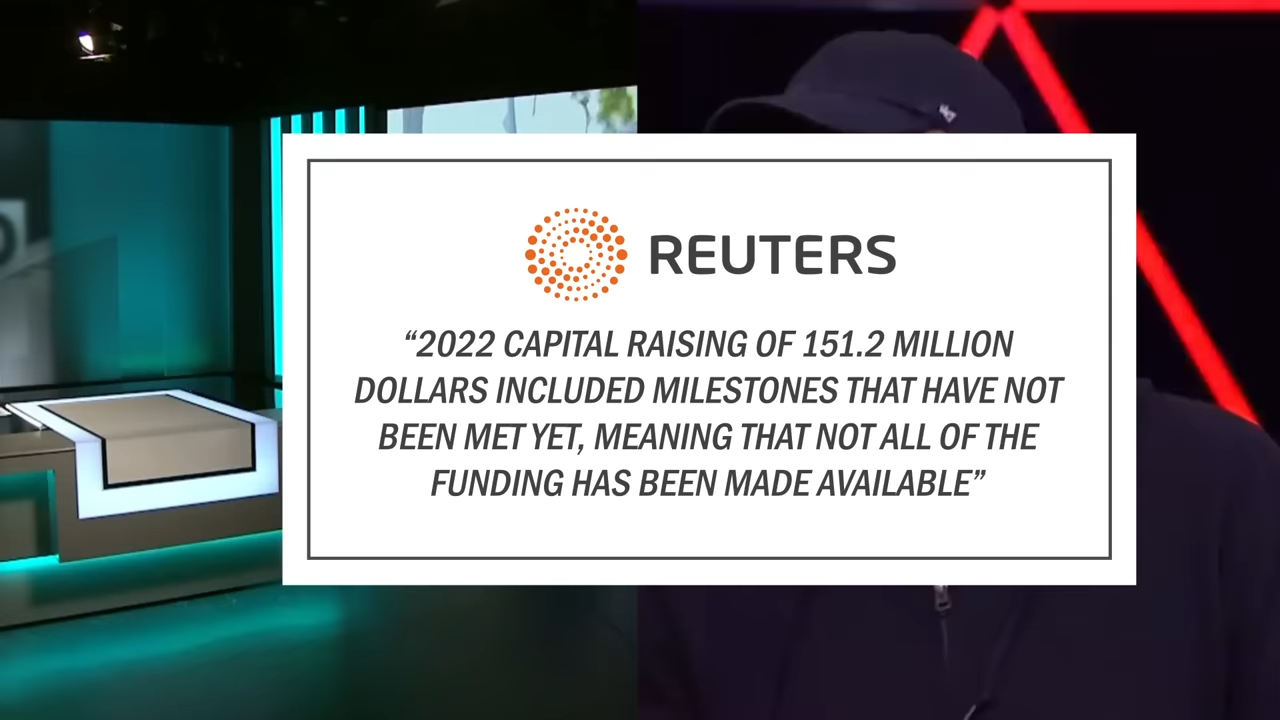 REUTERS
“2022 CAPITAL RAISING OF 151.2 MILLION
DOLLARS INCLUDED MILESTONES THAT HAVE NOT
BEEN MET YET, MEANING THAT NOT ALL OF THE
FUNDING HAS BEEN MADE AVAILABLE”